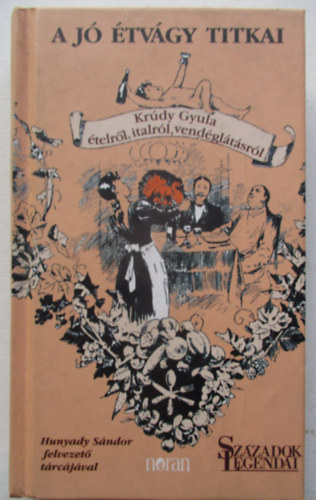 A JÓ ÉTVÁGY TITKAI
Krúdy Gyula
ételről, italról, vendéglátásról
Hunyady Sándor
felvezető
tárcájával
noran
SZÁZADOK
LEGENDÁI